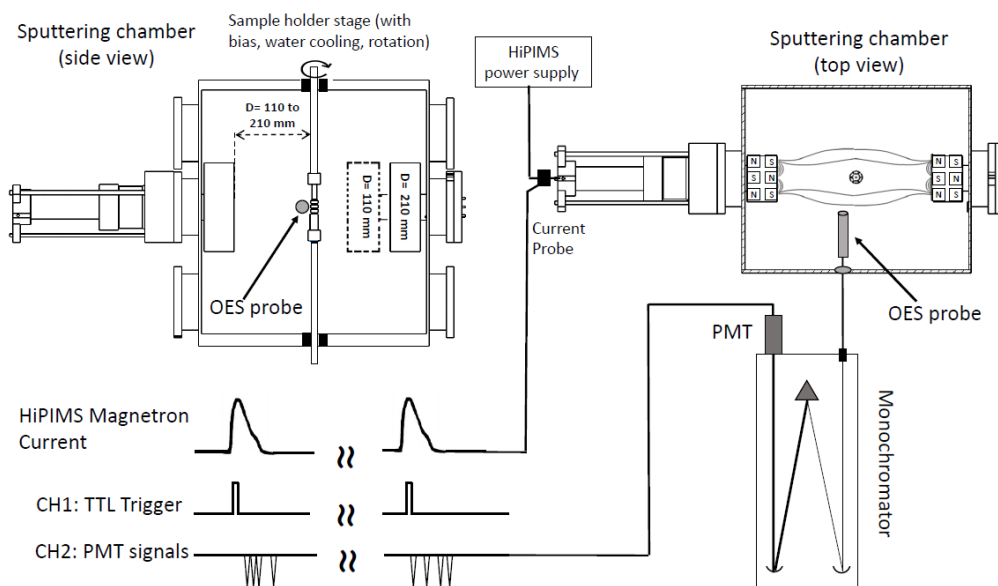 Sputtering chamber
(side view)
Sample holder stage (with
bias, water cooling, rotation)
HiPIMS
power supply
Sputtering chamber
(top view)
D= 110 to
210 mm
D= 110 mm
D= 210 mm
N S
S N
N S
N S
S N
N S
Current
Probe
OES probe
OES probe
PMT
Monochromator
HiPIMS Magnetron
Current
CH1: TTL Trigger
CH2: PMT signals